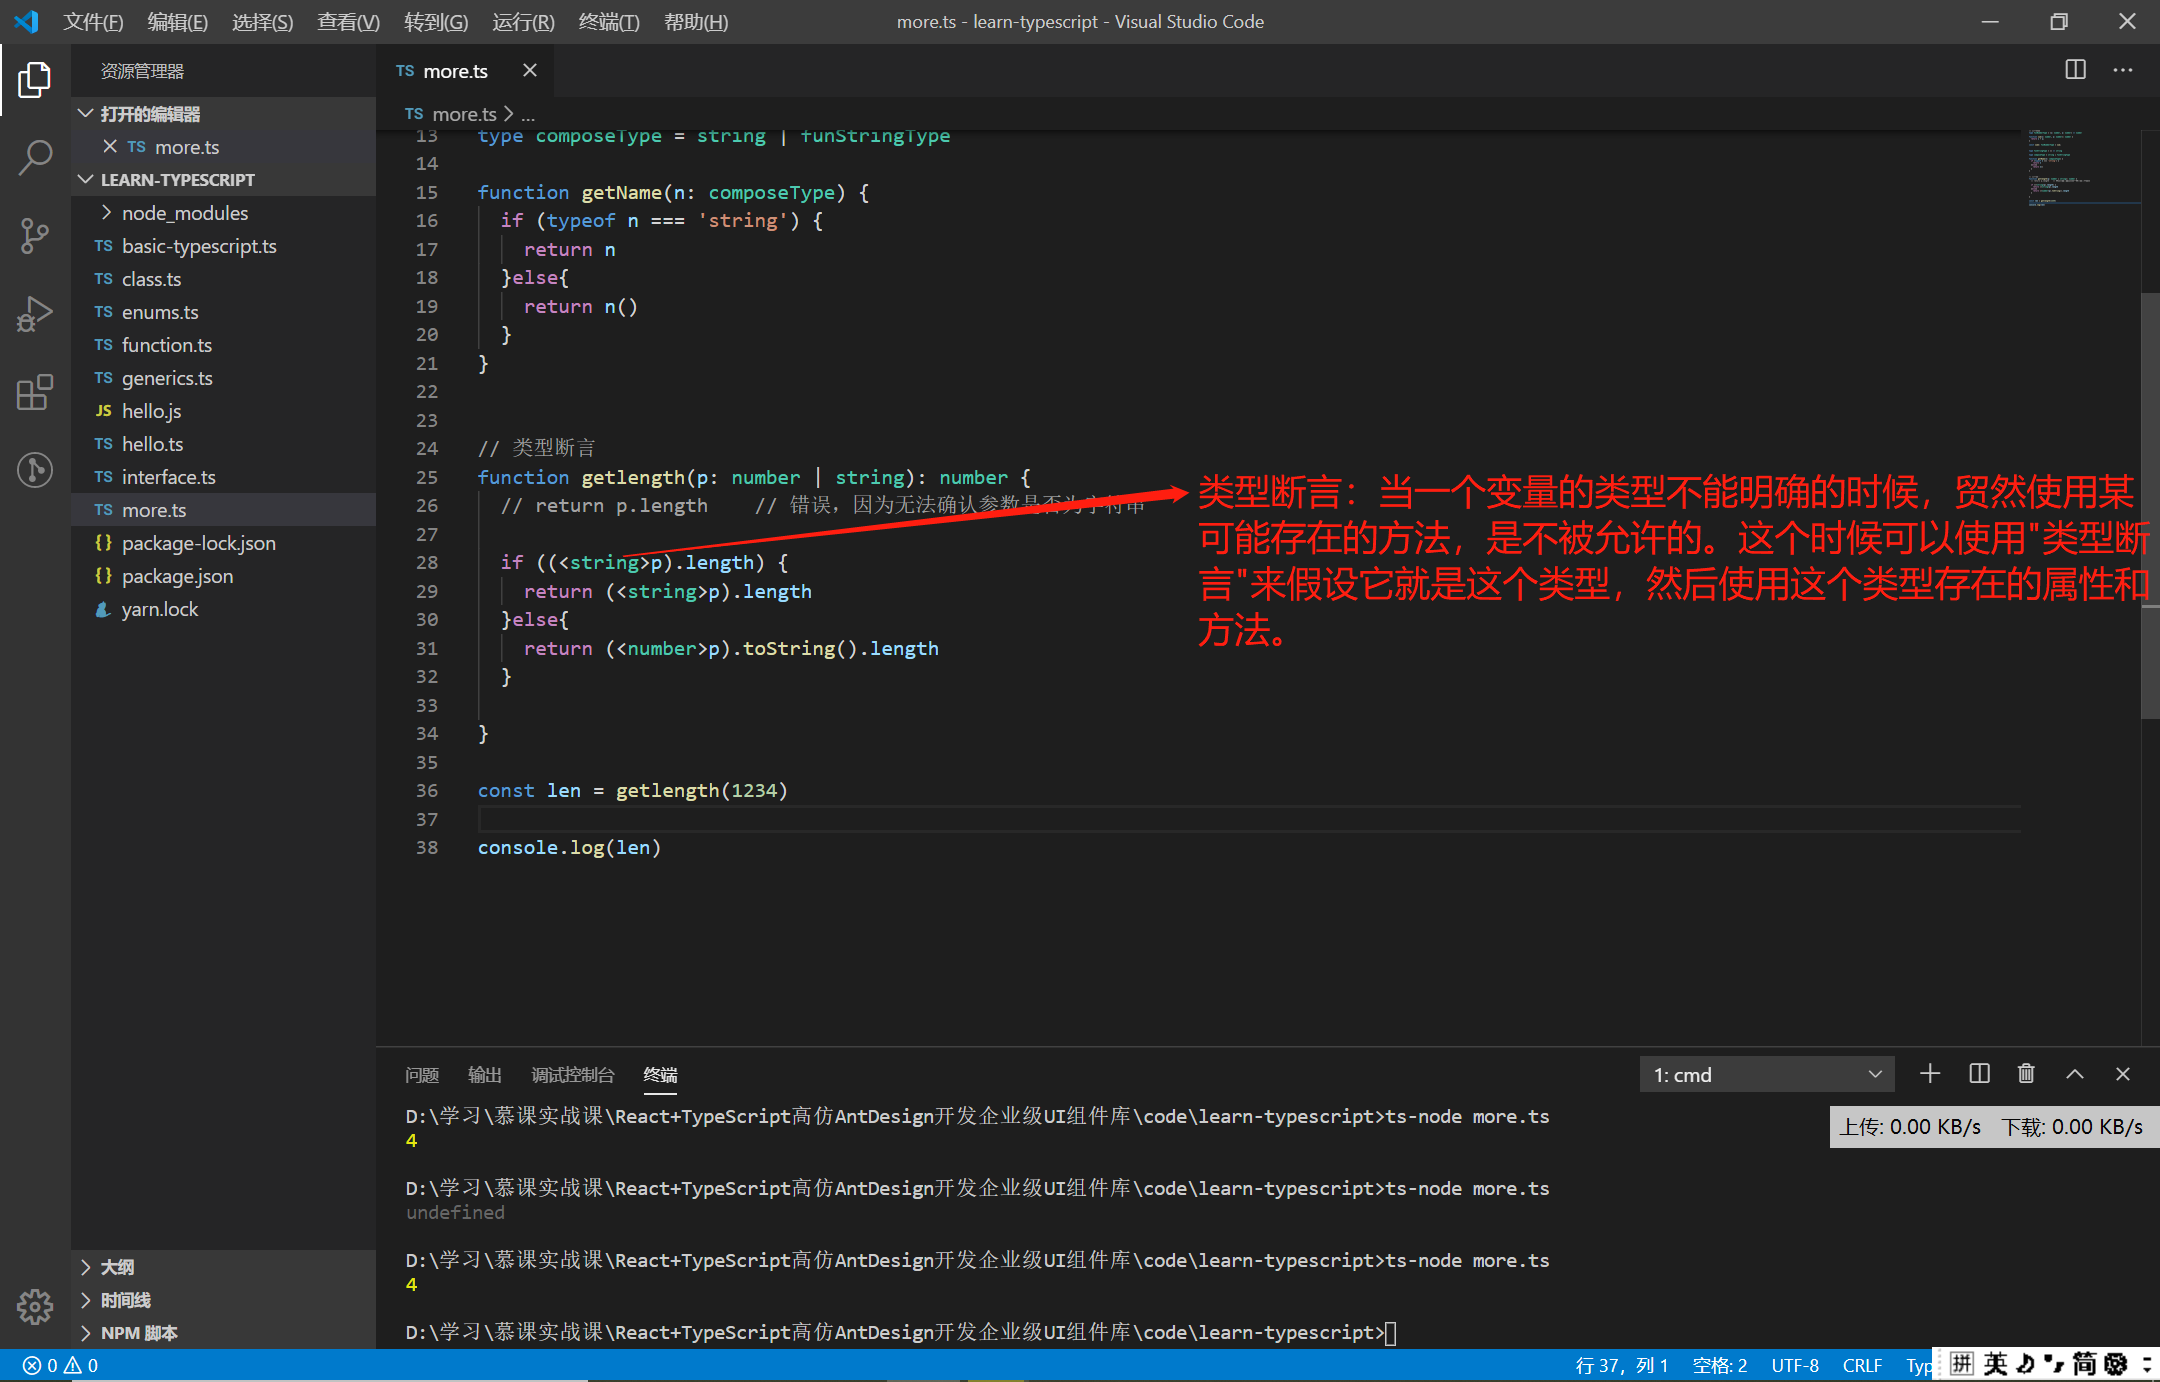 文件(F) 编辑(E) 选择(S) 查看(V) 转到(G) 运行(R) 终端(T) 帮助(H) more.ts - learn-typescript - Visual Studio Code
资源管理器
打开的编辑器
TS more.ts
LEARN-TYPESCRIPT
node_modules
TS basic-typescript.ts
TS class.ts
TS enums.ts
TS function.ts
TS generics.ts
JS hello.js
TS hello.ts
TS interface.ts
TS more.ts
{} package-lock.json
{} package.json
yarn.lock
大纲
时间线
NPM 脚本
TS more.ts
TS more.ts > ...
13 type composeType = string | funStringType
14
15 function getName(n: composeType) {
16 if (typeof n === 'string') {
17 return n
18 }else{
19 return n()
20 }
21 }
22
23
24 // 类型断言
25 function getlength(p: number | string): number {
26 // return p.length // 错误，因为无法确认参数是否为字符串
27
28 if ((<string>p).length) {
29 return (<string>p).length
30 }else{
31 return (<number>p).toString().length
32 }
33
34 }
35
36 const len = getlength(1234)
37
38 console.log(len)
类型断言：当一个变量的类型不能明确的时候，贸然使用某
可能存在的方法，是不被允许的。这个时候可以使用"类型断
言"来假设它就是这个类型，然后使用这个类型存在的属性和
方法。
问题 输出 调试控制台 终端 1: cmd
D:\学习\慕课实战课\React+TypeScript高仿AntDesign开发企业级UI组件库\code\learn-typescript>ts-node more.ts
4
上传: 0.00 KB/s 下载: 0.00 KB/s
D:\学习\慕课实战课\React+TypeScript高仿AntDesign开发企业级UI组件库\code\learn-typescript>ts-node more.ts
undefined
D:\学习\慕课实战课\React+TypeScript高仿AntDesign开发企业级UI组件库\code\learn-typescript>ts-node more.ts
4
D:\学习\慕课实战课\React+TypeScript高仿AntDesign开发企业级UI组件库\code\learn-typescript>
0 0 行 37，列 1 空格: 2 UTF-8 CRLF Typ 拼 英 简